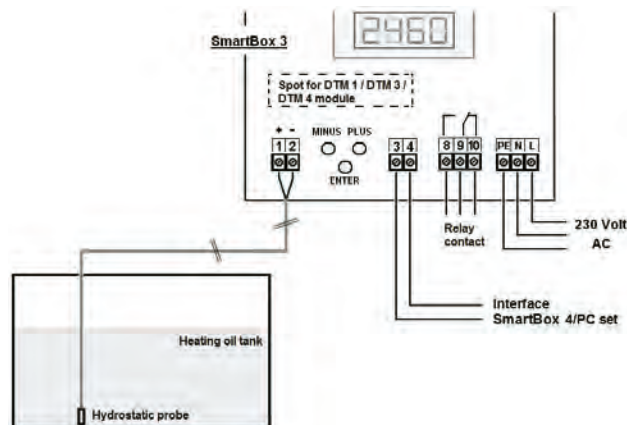 2460
SmartBox 3
Spot for DTM 1 / DTM 3 /
DTM 4 module
+ -
MINUS PLUS
1 2
3 4
8 9 10
PE N L
ENTER
Relay
contact
230 Volt
AC
Interface
SmartBox 4/PC set
Heating oil tank
Hydrostatic probe